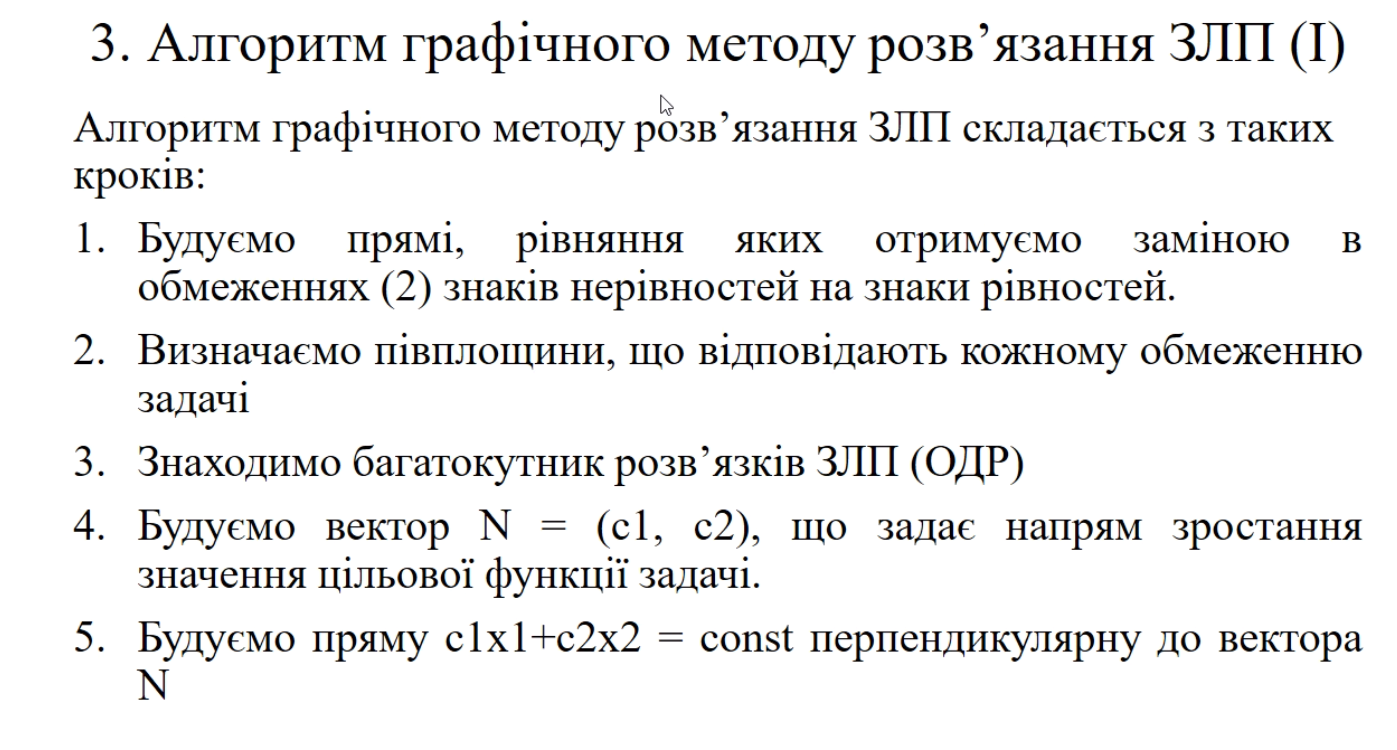 3. Алгоритм графічного методу розв’язання ЗЛП (I)
Алгоритм графічного методу розв’язання ЗЛП складається з таких
кроків:
1. Будуємо прямі, рівняння яких отримуємо заміною в
обмеженнях (2) знаків нерівностей на знаки рівностей.
2. Визначаємо півплощини, що відповідають кожному обмеженню
задачі
3. Знаходимо багатокутник розв’язків ЗЛП (ОДР)
4. Будуємо вектор N = (c1, c2), що задає напрям зростання
значення цільової функції задачі.
5. Будуємо пряму c1x1+c2x2 = const перпендикулярну до вектора
N